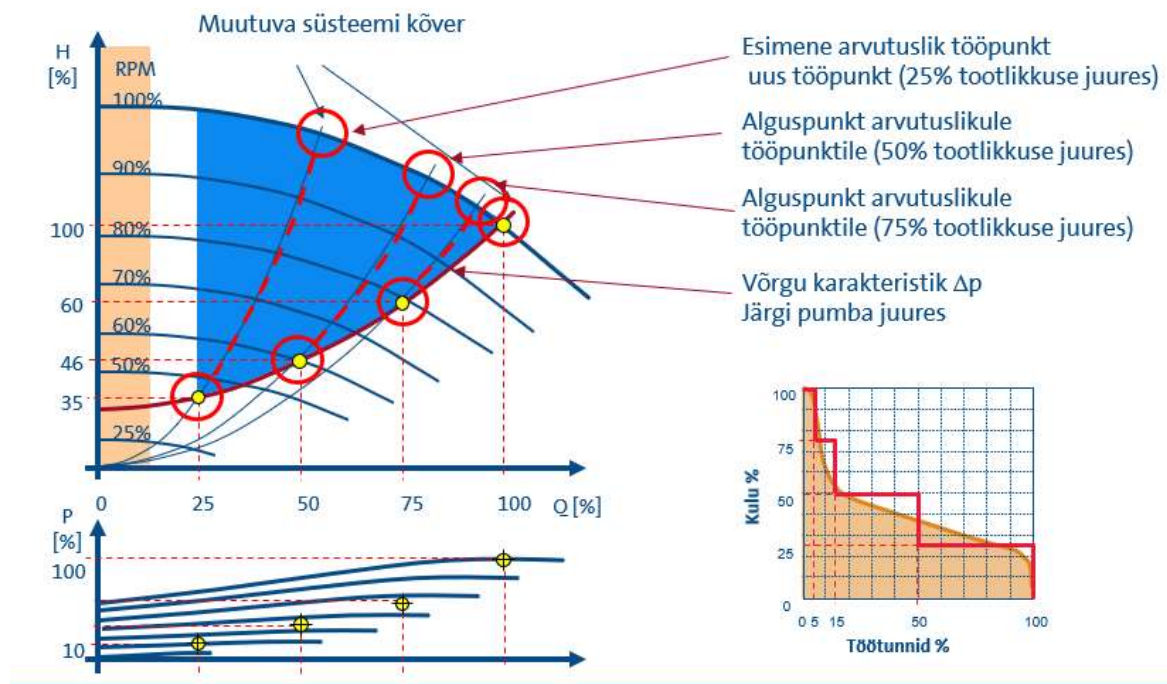 Muutuva süsteemi kõver
H
[%]
RPM
100%
90%
80%
70%
60%
50%
25%
100
60
46
35
0 25 50 75 100 Q [%]
Esimene arvutuslik tööpunkt
uus tööpunkt (25% tootlikkuse juures)
Alguspunkt arvutuslikule
tööpunktile (50% tootlikkuse juures)
Alguspunkt arvutuslikule
tööpunktile (75% tootlikkuse juures)
Võrgu karakteristik Δp
Järgi pumba juures
P
[%]
100
10
Kulu %
100
75
50
25
0
0 5 15 50 100
Töötunnid %